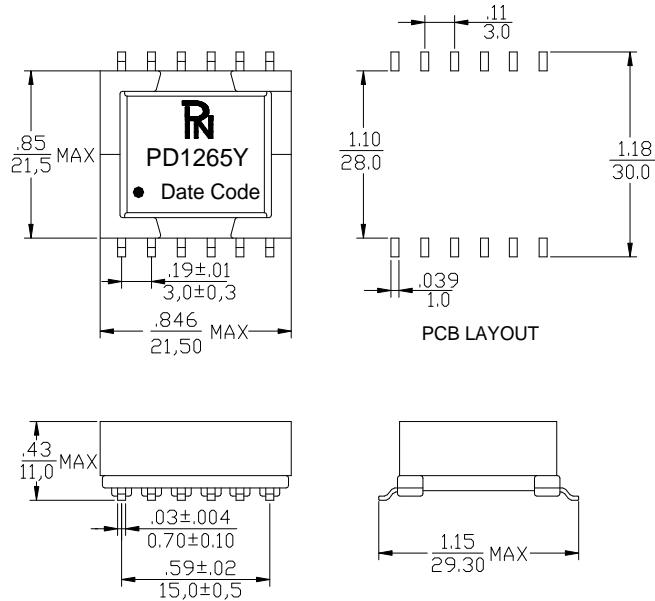 .11
3.0
PN
PD1265Y
Date Code
.85
21,5 MAX
1.10
28.0
1.18
30.0
.19±.01
3,0±0,3
.846
21,50 MAX
.039
1.0
PCB LAYOUT
.43
11,0 MAX
.03±.004
0.70±0.10
.59±.02
15,0±0,5
1.15
29.30 MAX